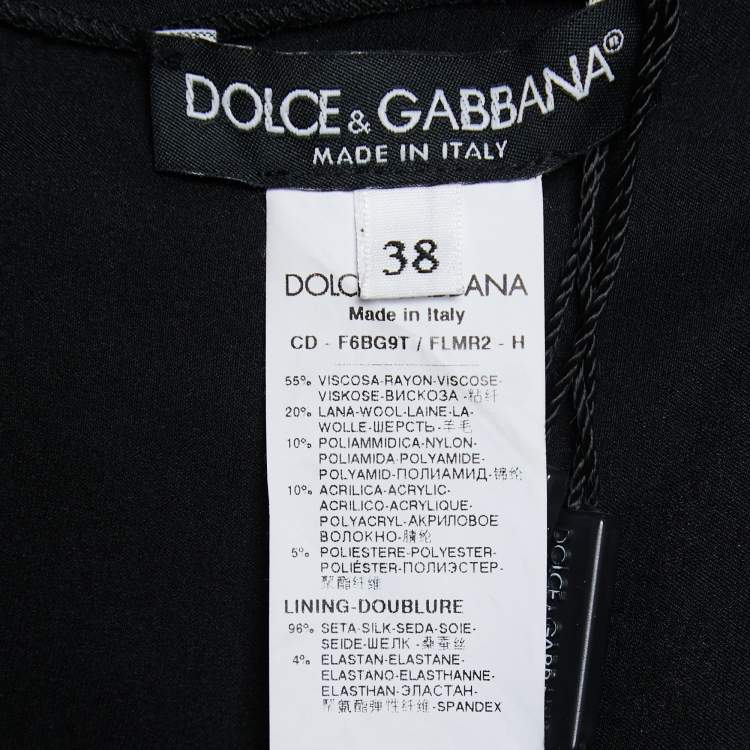 DOLCE & GABBANA®
MADE IN ITALY
38
DOLC ANA
Made in Italy
CD - F6BG9T / FLMR2 - H
55% VISCOSA-RAYON-VISCOSE-
VISKOSE-ВИСКОЗА -粘纤
20% LANA-WOOL-LAINE-LA-
WOLLE-ШЕРСТЬ-羊毛
10% POLIAMMIDICA-NYLON-
POLIAMIDA-POLYAMIDE-
POLYAMID-ПОЛИАМИД-锦纶
10% ACRILICA-ACRYLIC-
ACRILICO-ACRYLIQUE-
POLYACRYL-АКРИЛОВОЕ
ВОЛОКНО-腈纶
5% POLIESTERE-POLYESTER-
POLIÉSTER-ПОЛИЭСТЕР-
聚酯纤维
LINING-DOUBLURE
96% SETA-SILK-SEDA-SOIE-
SEIDE-ШЕЛК -桑蚕丝
4% ELASTAN-ELASTANE-
ELASTANO-ELASTHANNE-
ELASTHAN-ЭЛАСТАН-
聚氨酯弹性纤维-SPANDEX
DOLCE & GABBANA